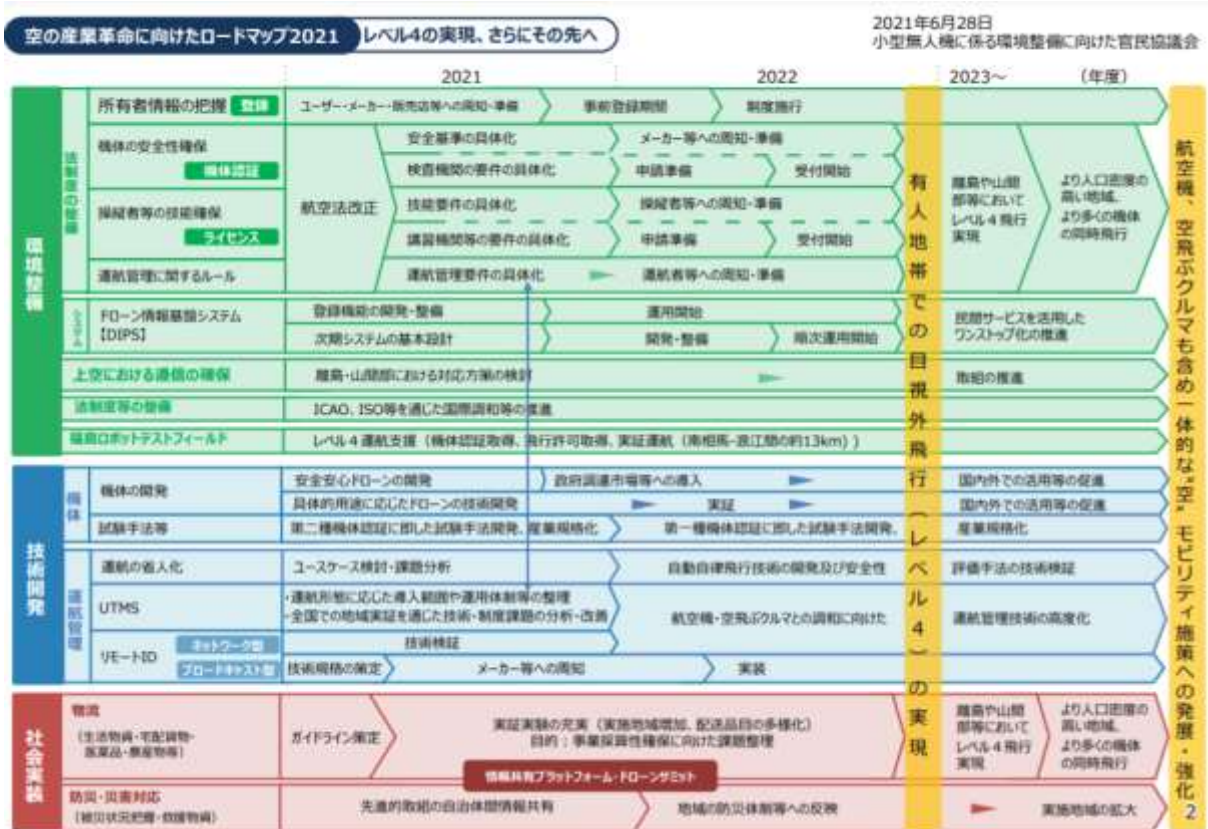 空の産業革命に向けたロードマップ2021
レベル4の実現、さらにその先へ
2021年6月28日
小型無人機に係る環境整備に向けた官民協議会
2021
2022
2023～
(年度)
環境整備
法制度の整備
所有者情報の把握 登録
ユーザー・メーカー・販売店等への周知・準備
事前登録期間
制度施行
機体の安全性確保
機体認証
操縦者等の技能確保
ライセンス
運航管理に関するルール
航空法改正
安全基準の具体化
メーカー等への周知・準備
検査機関の要件の具体化
申請準備
受付開始
技能要件の具体化
操縦者等への周知・準備
講習機関等の要件の具体化
申請準備
受付開始
運航管理要件の具体化
運航者等への周知・準備
離島や山間
部等において
レベル4飛行
実現
より人口密度の
高い地域、
より多くの機体
の同時飛行
システム
ドローン情報基盤システム
【DIPS】
登録機能の開発・整備
運用開始
次期システムの基本設計
開発・整備
順次運用開始
民間サービスを活用した
ワンストップ化の推進
上空における通信の確保
離島・山間部における対応方策の検討
取組の推進
法制度等の整備
ICAO、ISO等を通じた国際調和等の推進
福島ロボットテストフィールド
レベル4運航支援（機体認証取得、飛行許可取得、実証運航（南相馬-浪江間の約13km））
技術開発
機体
機体の開発
安全安心ドローンの開発
政府調達市場等への導入
国内外での活用等の促進
具体的用途に応じたドローンの技術開発
実証
国内外での活用等の促進
試験手法等
第二種機体認証に即した試験手法開発、産業規格化
第一種機体認証に即した試験手法開発、
産業規格化
運航管理
運航の省人化
ユースケース検討・課題分析
自動自律飛行技術の開発及び安全性
評価手法の技術検証
UTMS
・運航形態に応じた導入範囲や運用体制等の整理
・全国での地域実証を通じた技術・制度課題の分析・改善
航空機・空飛ぶクルマとの調和に向けた
運航管理技術の高度化
リモートID
ネットワーク型
技術検証
ブロードキャスト型
技術規格の策定
メーカー等への周知
実装
社会実装
物流
（生活物資・宅配貨物・
医薬品・農産物等）
ガイドライン策定
実証実験の充実（実施地域増加、配送品目の多様化）
目的：事業採算性確保に向けた課題整理
離島や山間
部等において
レベル4飛行
実現
より人口密度の
高い地域、
より多くの機体
の同時飛行
情報共有プラットフォーム・ドローンサミット
防災・災害対応
（被災状況把握・救援物資）
先進的取組の自治体間情報共有
地域の防災体制等への反映
実施地域の拡大
有人地帯での目視外飛行（レベル4）の実現
航空機、空飛ぶクルマも含め一体的な“空”モビリティ施策への発展・強化
2